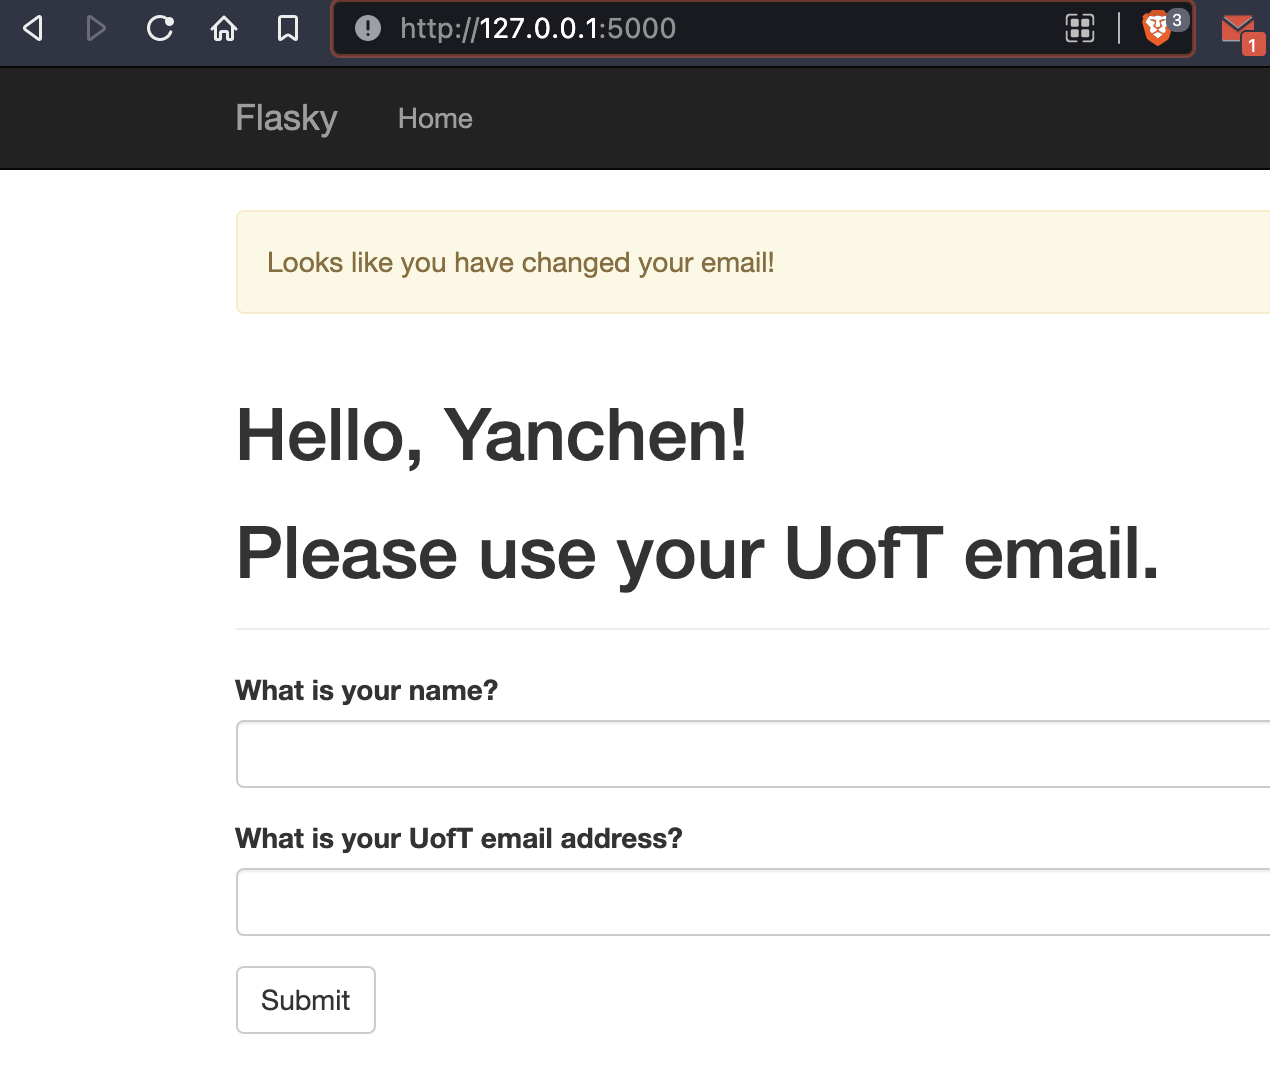 http://127.0.0.1:5000
3
1
Flasky Home
Looks like you have changed your email!
Hello, Yanchen!
Please use your UofT email.
What is your name?
What is your UofT email address?
Submit